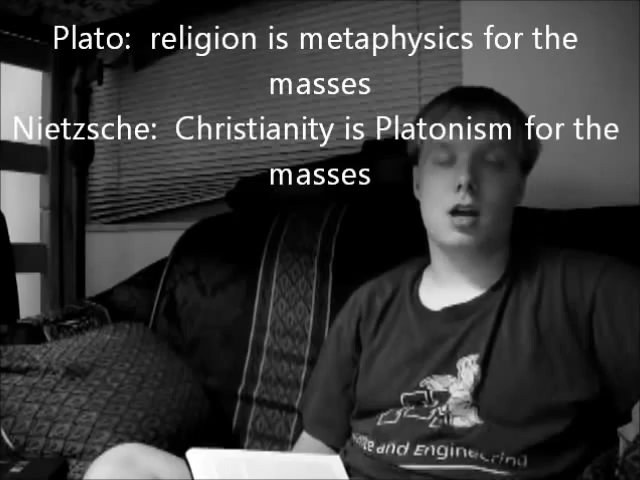 Plato:  religion is metaphysics for the
masses
Nietzsche:  Christianity is Platonism for the
masses
and Engineering